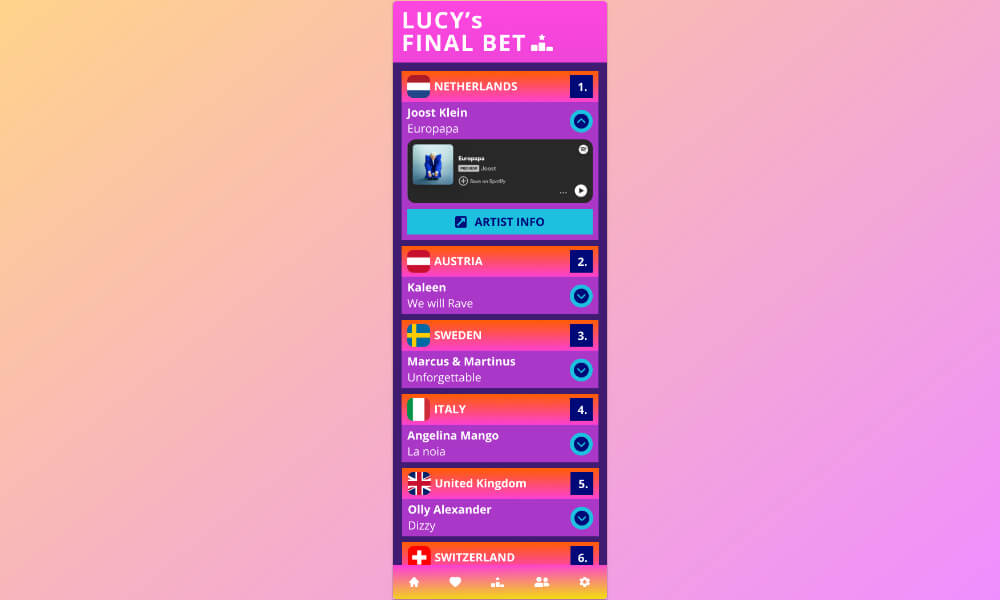 LUCY’s
FINAL BET
NETHERLANDS 1.
Joost Klein
Europapa
Europapa
PREVIEW Joost
Save on Spotify
...
ARTIST INFO
AUSTRIA 2.
Kaleen
We will Rave
SWEDEN 3.
Marcus & Martinus
Unforgettable
ITALY 4.
Angelina Mango
La noia
United Kingdom 5.
Olly Alexander
Dizzy
SWITZERLAND 6.